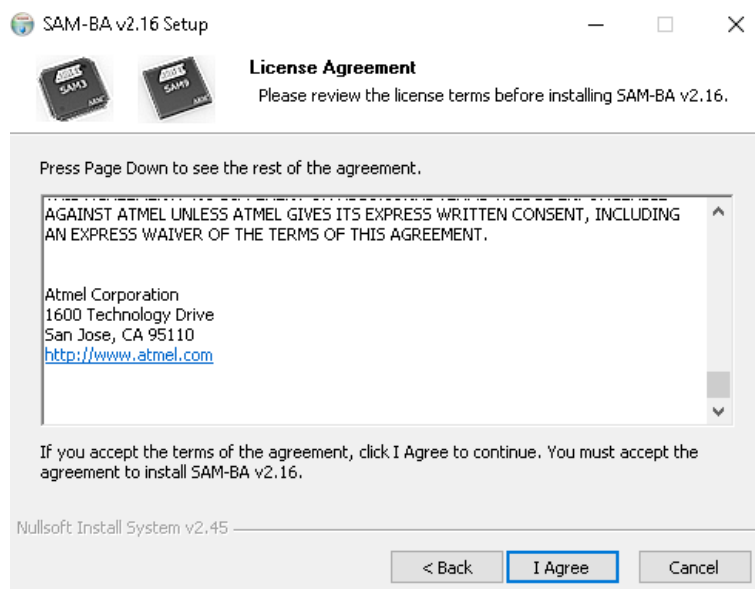 SAM-BA v2.16 Setup
SAM3
SAM9
License Agreement
Please review the license terms before installing SAM-BA v2.16.
Press Page Down to see the rest of the agreement.
AGAINST ATMEL UNLESS ATMEL GIVES ITS EXPRESS WRITTEN CONSENT, INCLUDING
AN EXPRESS WAIVER OF THE TERMS OF THIS AGREEMENT.
Atmel Corporation
1600 Technology Drive
San Jose, CA 95110
http://www.atmel.com
If you accept the terms of the agreement, click I Agree to continue. You must accept the
agreement to install SAM-BA v2.16.
Nullsoft Install System v2.45
< Back
I Agree
Cancel